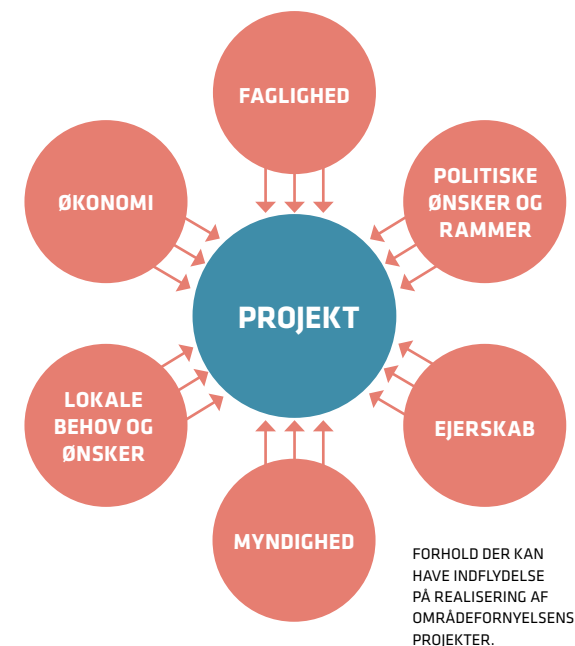 FAGLIGHED
ØKONOMI
POLITISKE
ØNSKER OG
RAMMER
PROJEKT
LOKALE
BEHOV OG
ØNSKER
EJERSKAB
MYNDIGHED
FORHOLD DER KAN
HAVE INDFLYDELSE
PÅ REALISERING AF
OMRÅDEFORNYELSENS
PROJEKTER.